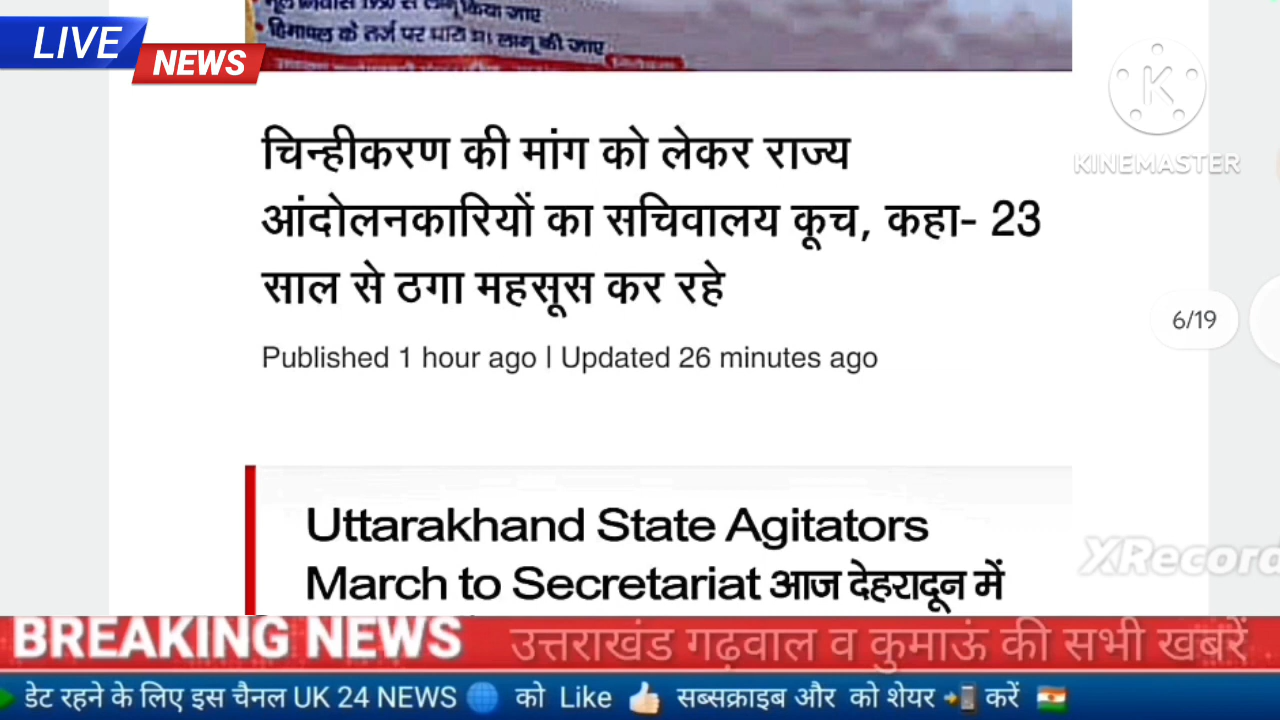 LIVE
NEWS
हिमाचल के तर्ज पर धारा 371 लागू की जाए
चिन्हीकरण की मांग को लेकर राज्य
आंदोलनकारियों का सचिवालय कूच, कहा- 23
साल से ठगा महसूस कर रहे
Published 1 hour ago | Updated 26 minutes ago
Uttarakhand State Agitators
March to Secretariat आज देहरादून में
K
KINEMASTER
6/19
XRecord
BREAKING NEWS उत्तराखंड गढ़वाल व कुमाऊं की सभी खबरें
डेट रहने के लिए इस चैनल UK 24 NEWS 🌐 को Like 👍 सब्सक्राइब और को शेयर 📲 करें 🇮🇳